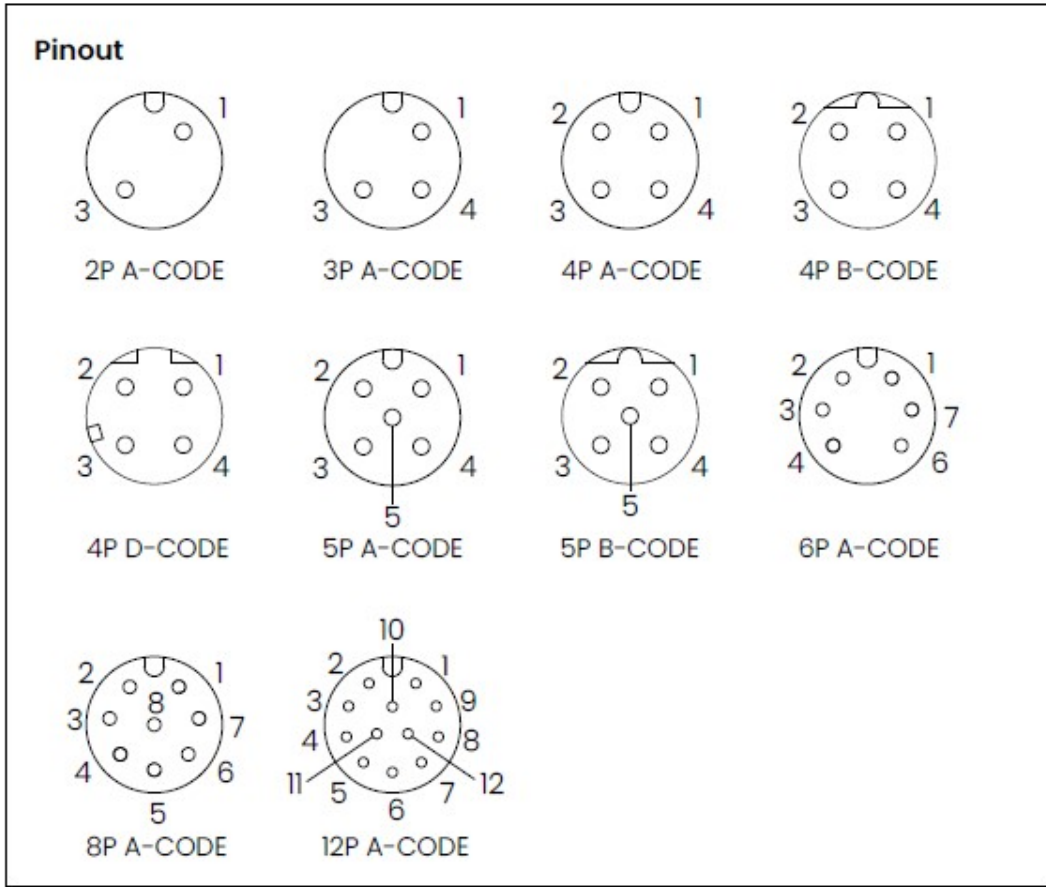 Pinout
1
3
2P A-CODE
1
3 4
3P A-CODE
2 1
3 4
4P A-CODE
2 1
3 4
4P B-CODE
2 1
3 4
4P D-CODE
2 1
3 4
5
5P A-CODE
2 1
3 4
5
5P B-CODE
2 1
3 7
4 6
6P A-CODE
2 1
8
3 7
4 6
5
8P A-CODE
10
2 1
3 9
4 8
11 12
5 7
6
12P A-CODE